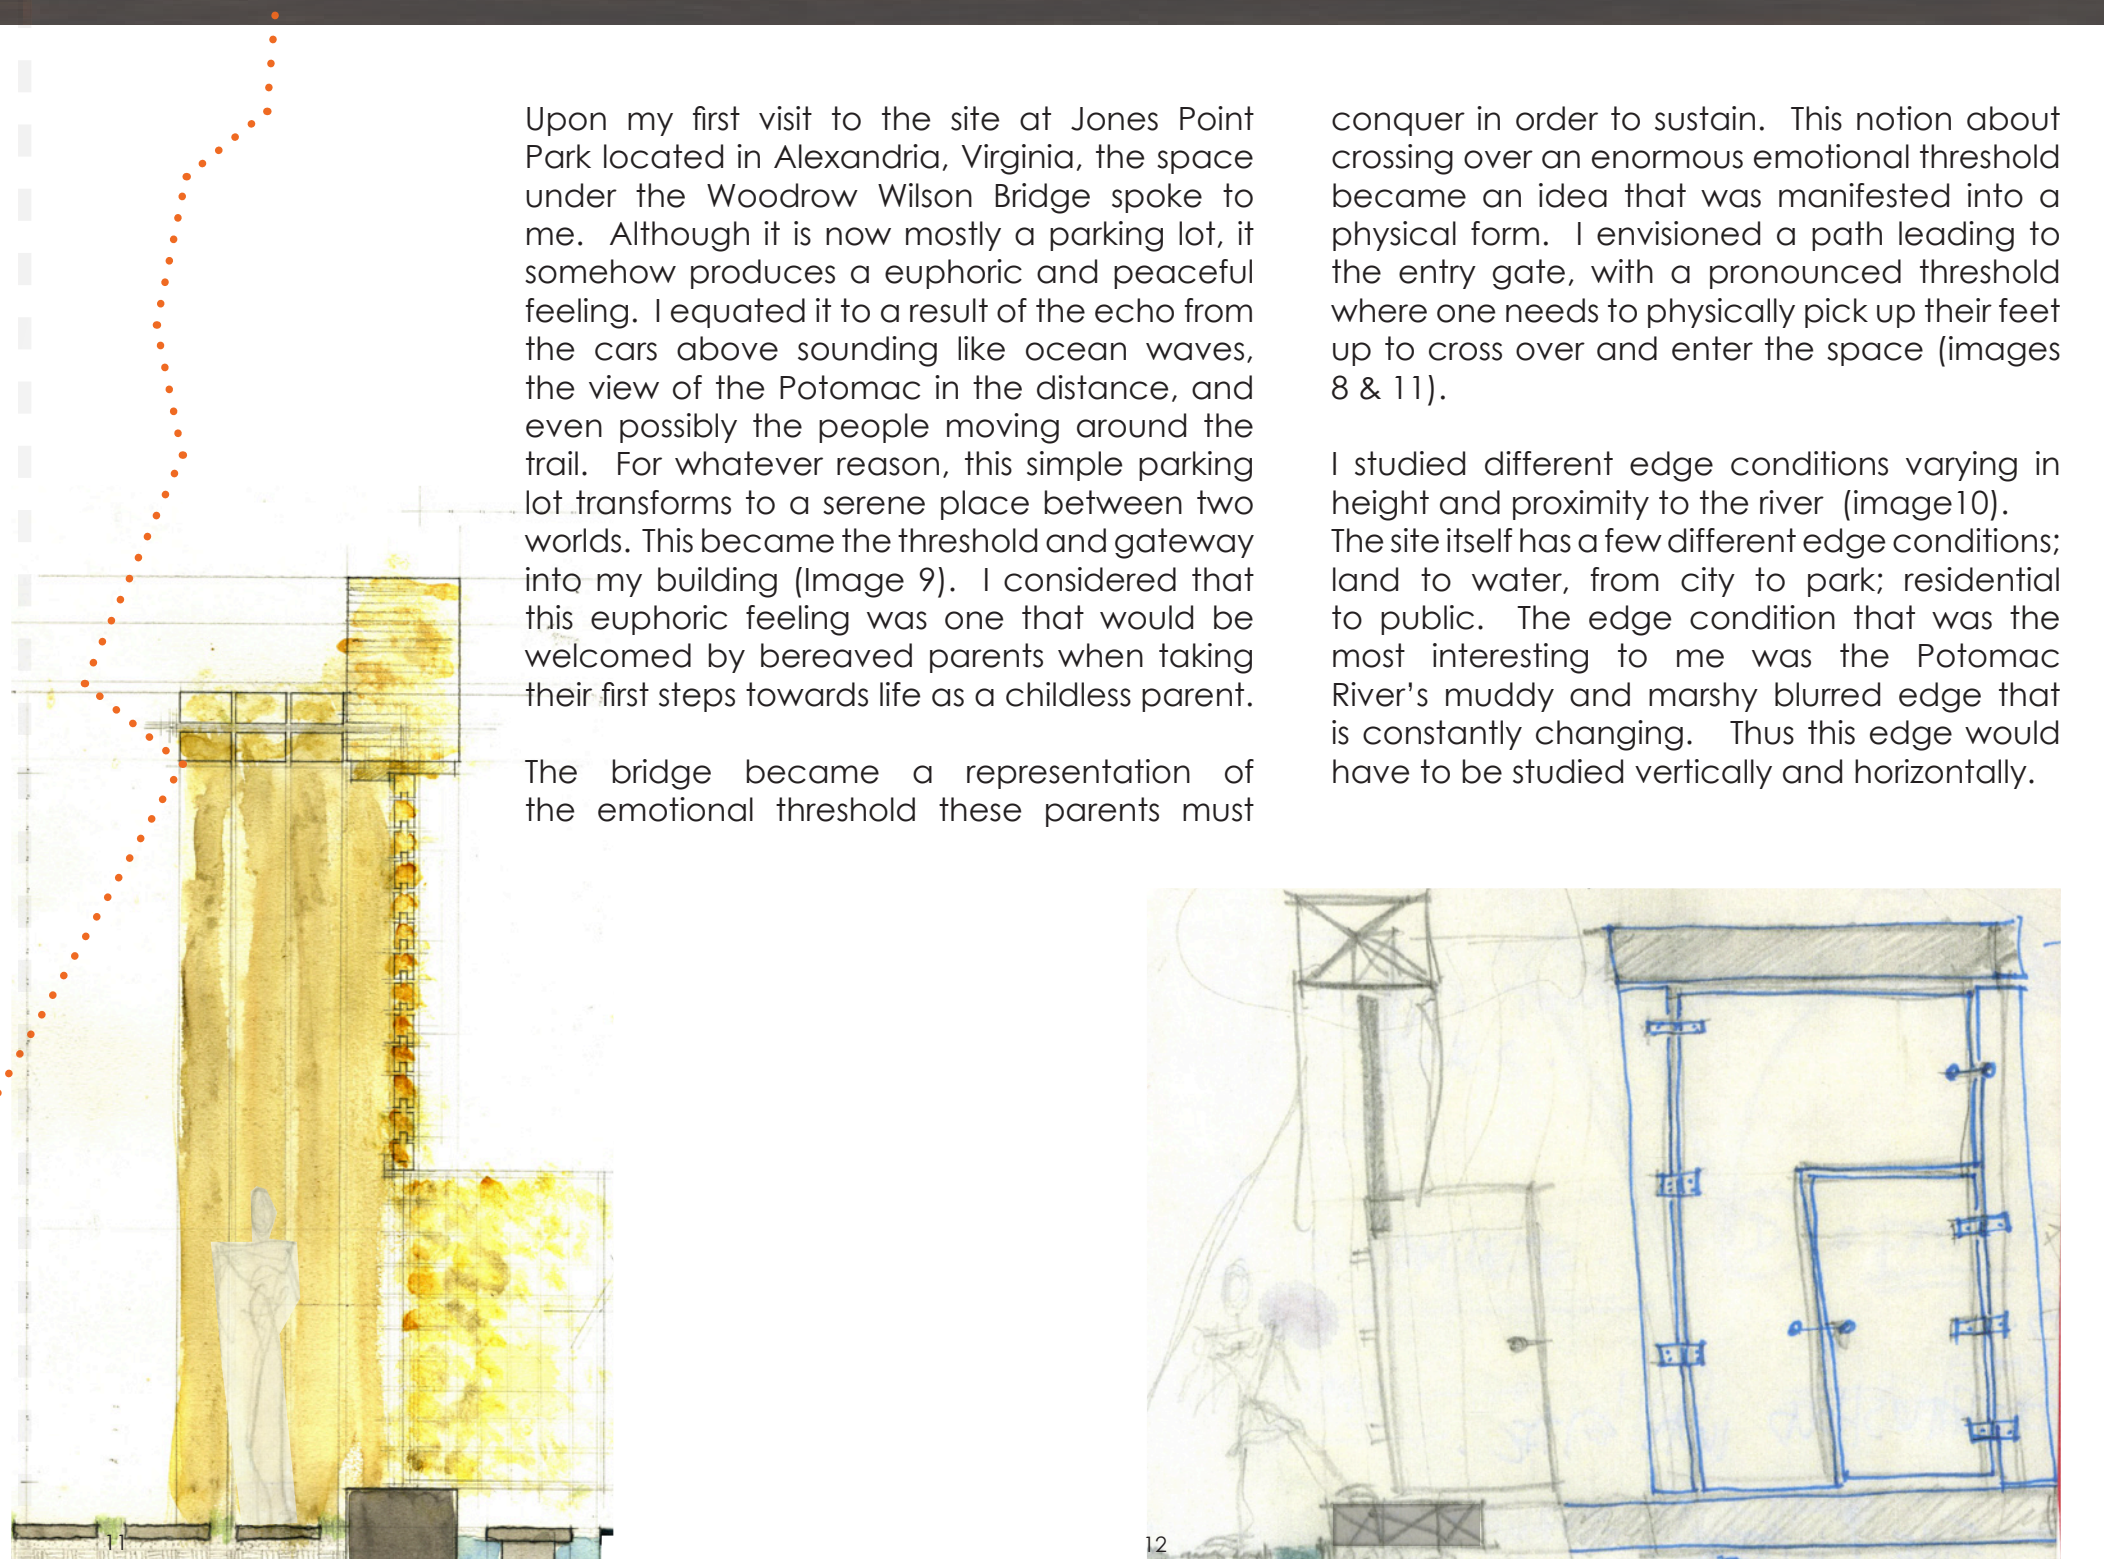 Upon my first visit to the site at Jones Point
Park located in Alexandria, Virginia, the space
under the Woodrow Wilson Bridge spoke to
me. Although it is now mostly a parking lot, it
somehow produces a euphoric and peaceful
feeling. I equated it to a result of the echo from
the cars above sounding like ocean waves,
the view of the Potomac in the distance, and
even possibly the people moving around the
trail. For whatever reason, this simple parking
lot transforms to a serene place between two
worlds. This became the threshold and gateway
into my building (Image 9). I considered that
this euphoric feeling was one that would be
welcomed by bereaved parents when taking
their first steps towards life as a childless parent.
The bridge became a representation of
the emotional threshold these parents must
conquer in order to sustain. This notion about
crossing over an enormous emotional threshold
became an idea that was manifested into a
physical form. I envisioned a path leading to
the entry gate, with a pronounced threshold
where one needs to physically pick up their feet
up to cross over and enter the space (images
8 & 11).
I studied different edge conditions varying in
height and proximity to the river (image10).
The site itself has a few different edge conditions;
land to water, from city to park; residential
to public. The edge condition that was the
most interesting to me was the Potomac
River's muddy and marshy blurred edge that
is constantly changing. Thus this edge would
have to be studied vertically and horizontally.
11
12